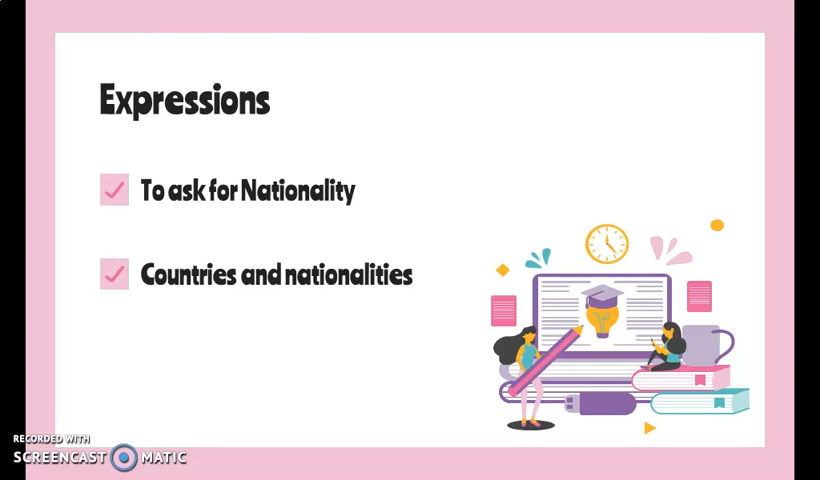 Expressions
To ask for Nationality
Countries and nationalities
RECORDED WITH
SCREENCAST MATIC